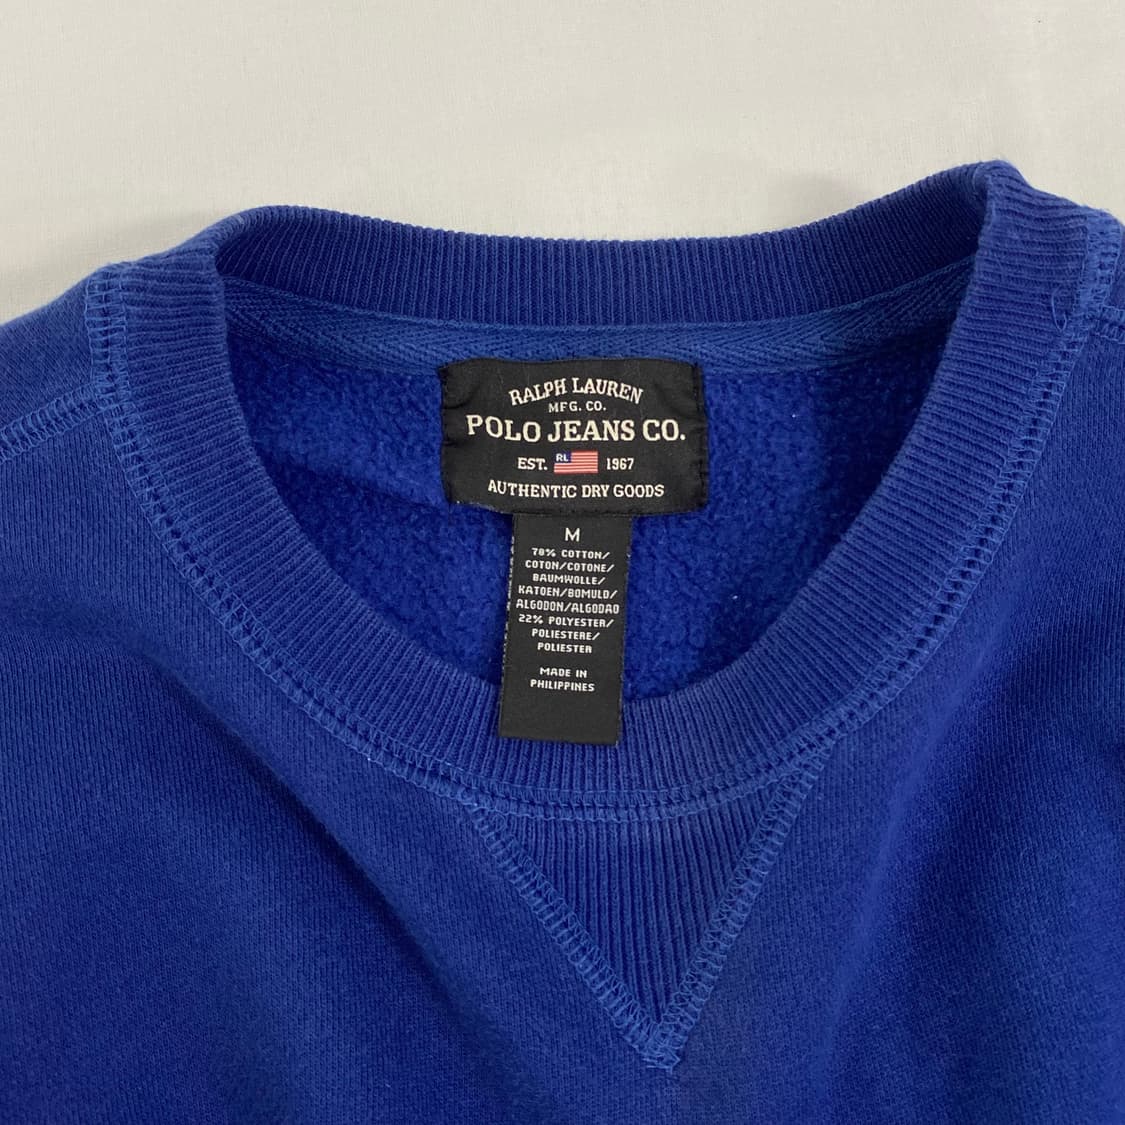 RALPH LAUREN
MFG. CO.
POLO JEANS CO.
EST. RL 1967
AUTHENTIC DRY GOODS
M
78% COTTON/
COTON/COTONE/
BAUMWOLLE/
KATOEN/BOMULD/
ALGODON/ALGODAO
22% POLYESTER/
POLIESTERE/
POLIESTER
MADE IN
PHILIPPINES